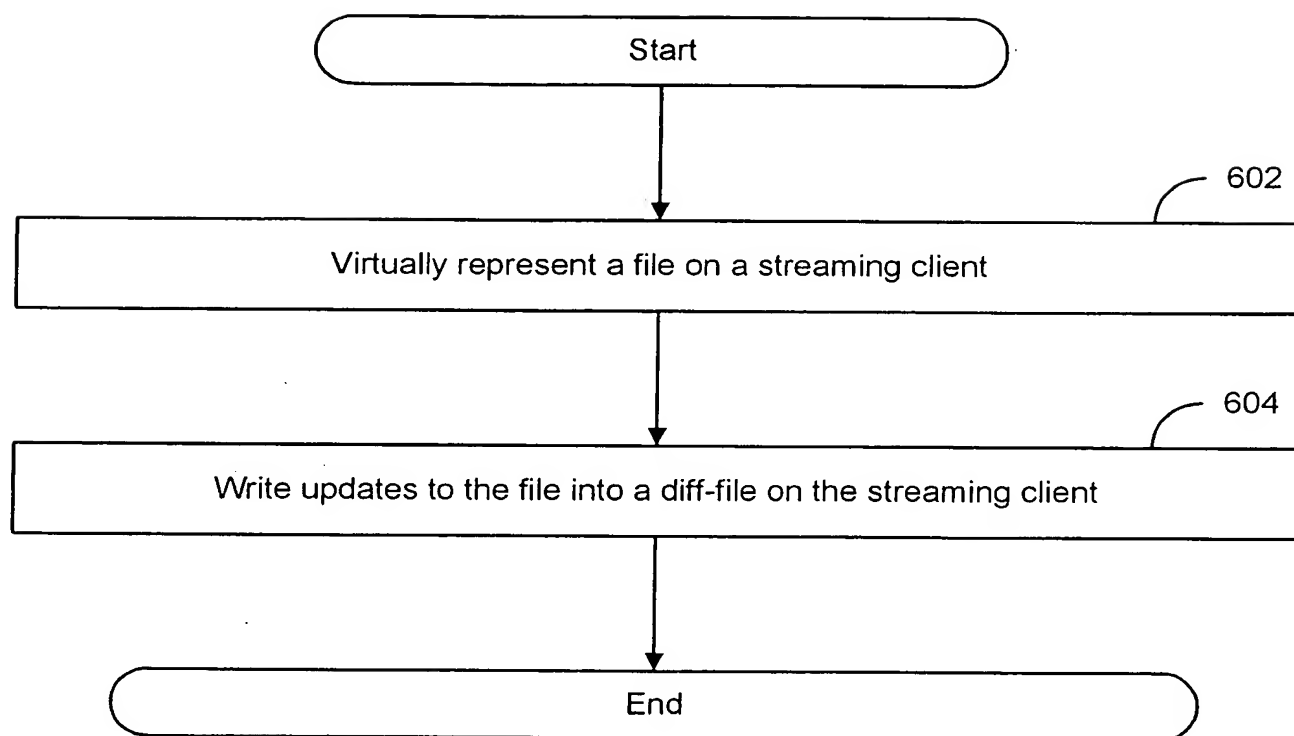 Start
602
Virtually represent a file on a streaming client
604
Write updates to the file into a diff-file on the streaming client
End